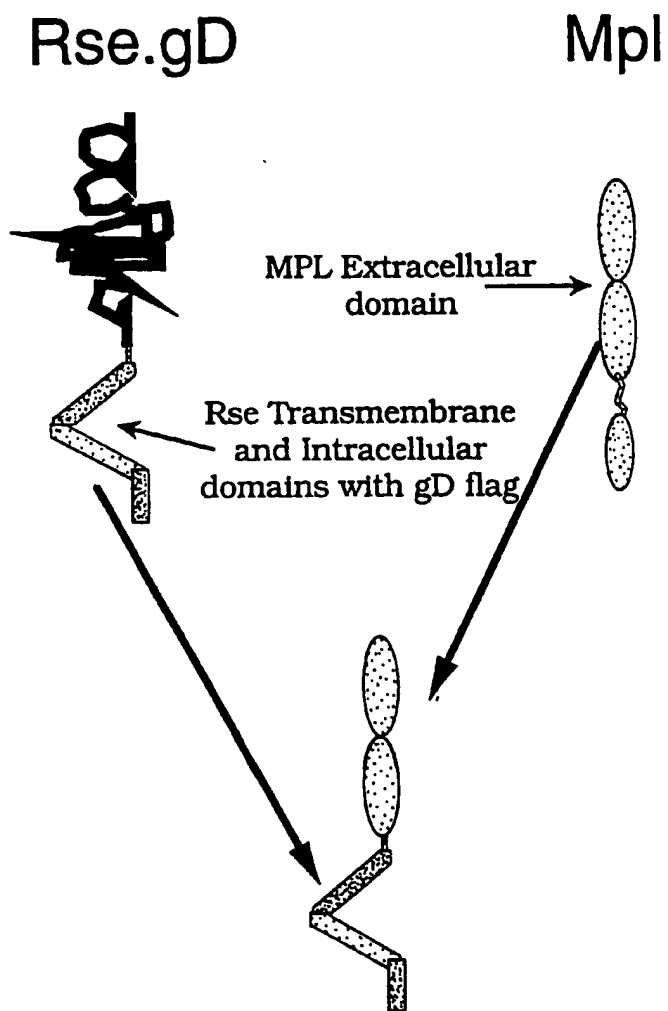 Rse.gD
Mpl
MPL Extracellular
domain
Rse Transmembrane
and Intracellular
domains with gD flag